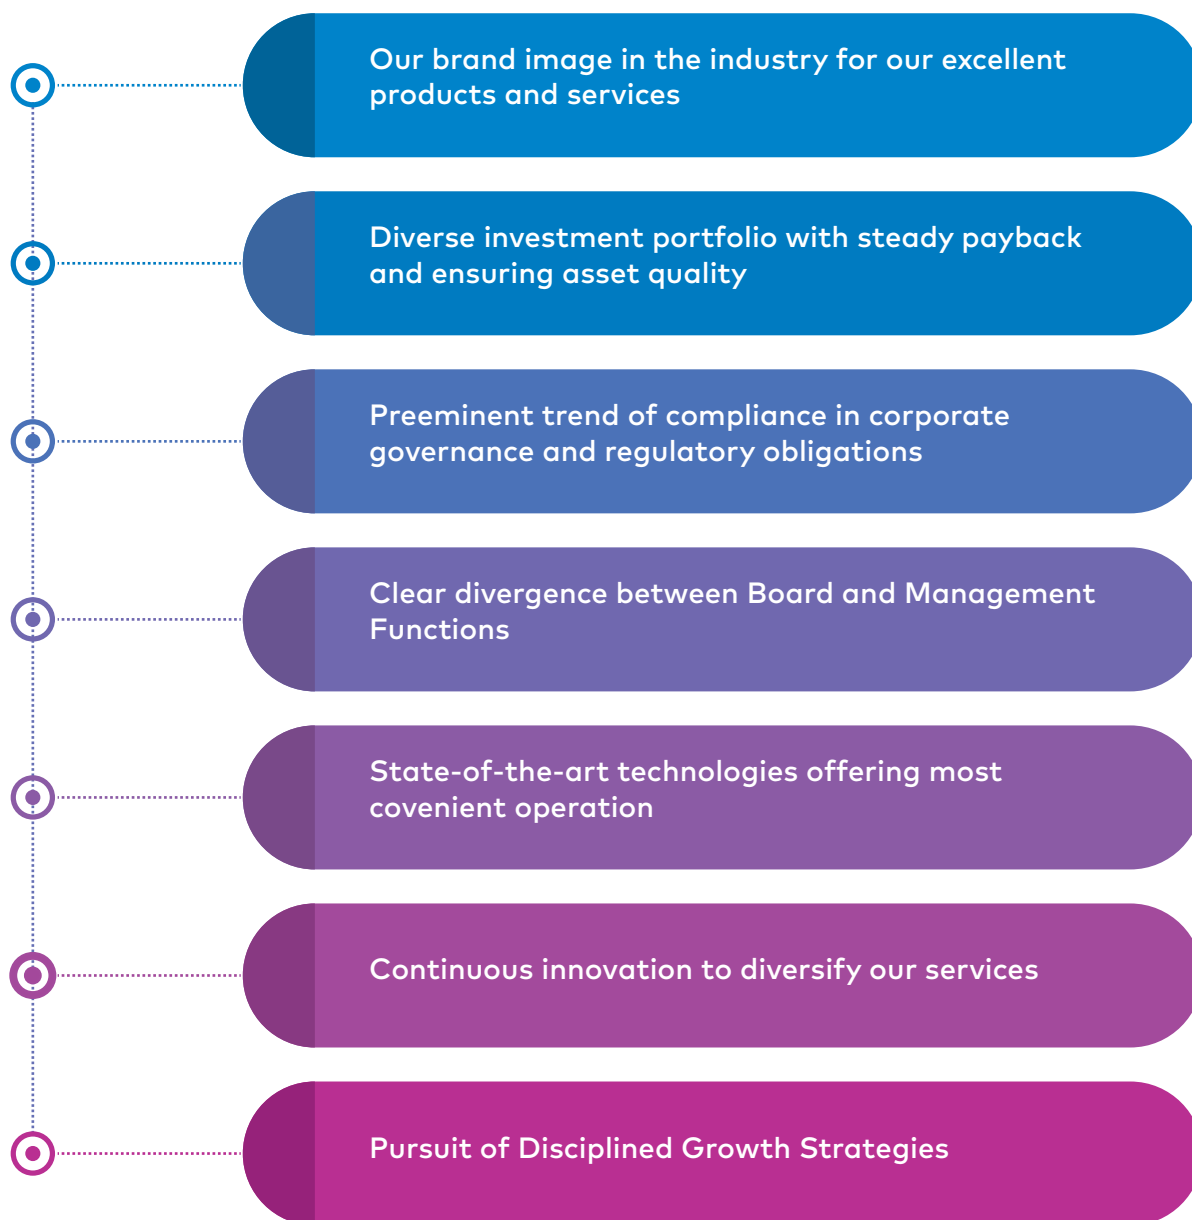 Our brand image in the industry for our excellent
products and services
Diverse investment portfolio with steady payback
and ensuring asset quality
Preeminent trend of compliance in corporate
governance and regulatory obligations
Clear divergence between Board and Management
Functions
State-of-the-art technologies offering most
covenient operation
Continuous innovation to diversify our services
Pursuit of Disciplined Growth Strategies